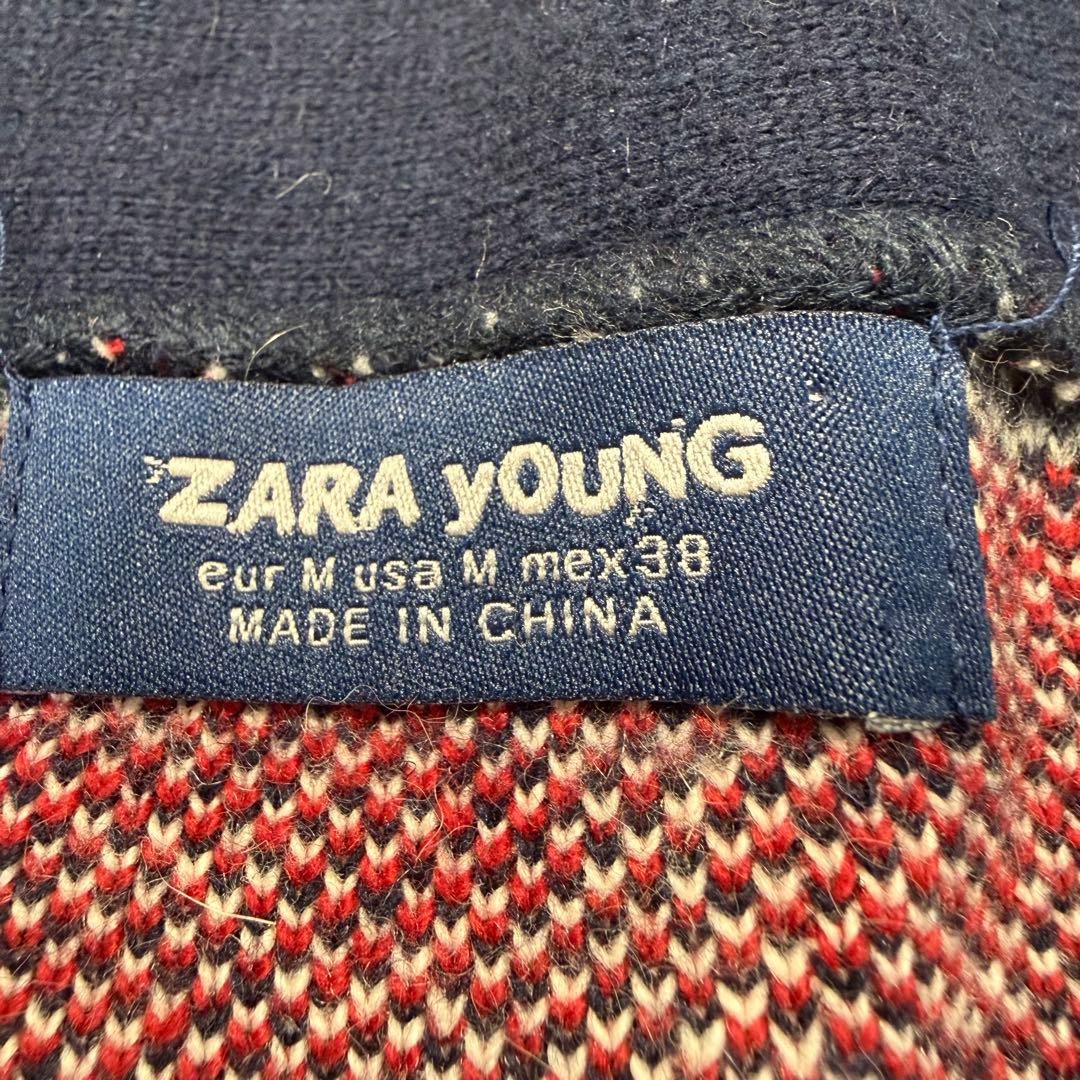 ZARA yOUNG
eur M usa M mex 38
MADE IN CHINA